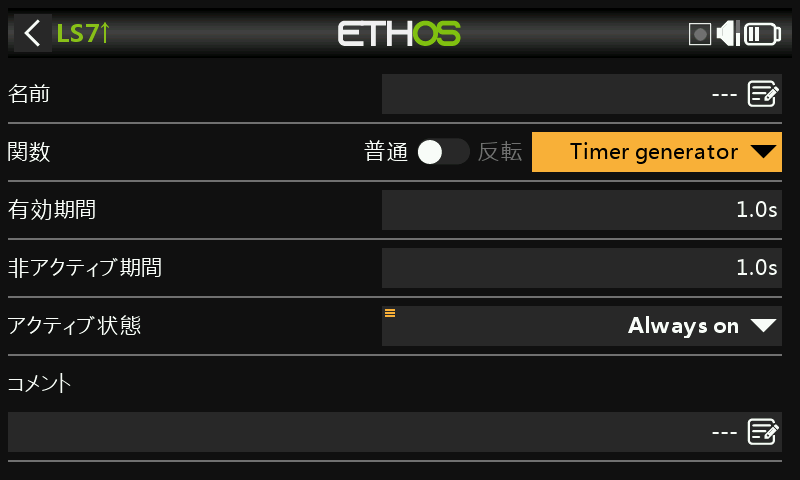 LS7↑ ETHOS
名前 ---
関数 普通 反転 Timer generator
有効期間 1.0s
非アクティブ期間 1.0s
アクティブ状態 Always on
コメント
---